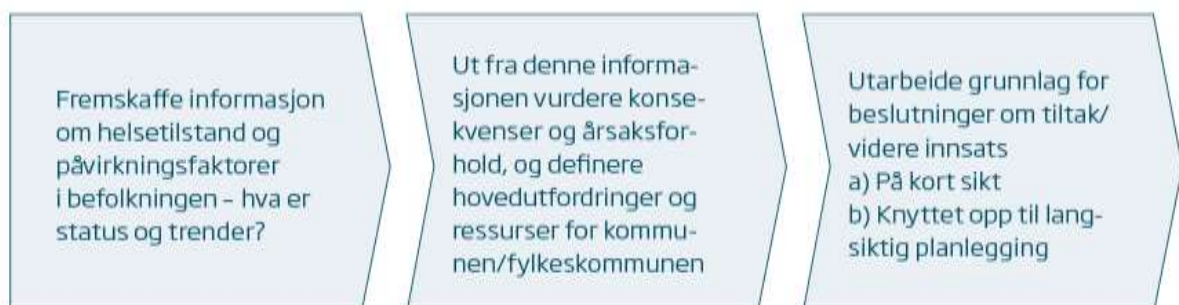 Fremskaffe informasjon
om helsetilstand og
påvirkningsfaktorer
i befolkningen – hva er
status og trender?
Ut fra denne informa-
sjonen vurdere konse-
kvenser og årsaksfor-
hold, og definere
hovedutfordringer og
ressurser for kommu-
nen/fylkeskommunen
Utarbeide grunnlag for
beslutninger om tiltak/
videre innsats
a) På kort sikt
b) Knyttet opp til lang-
siktig planlegging